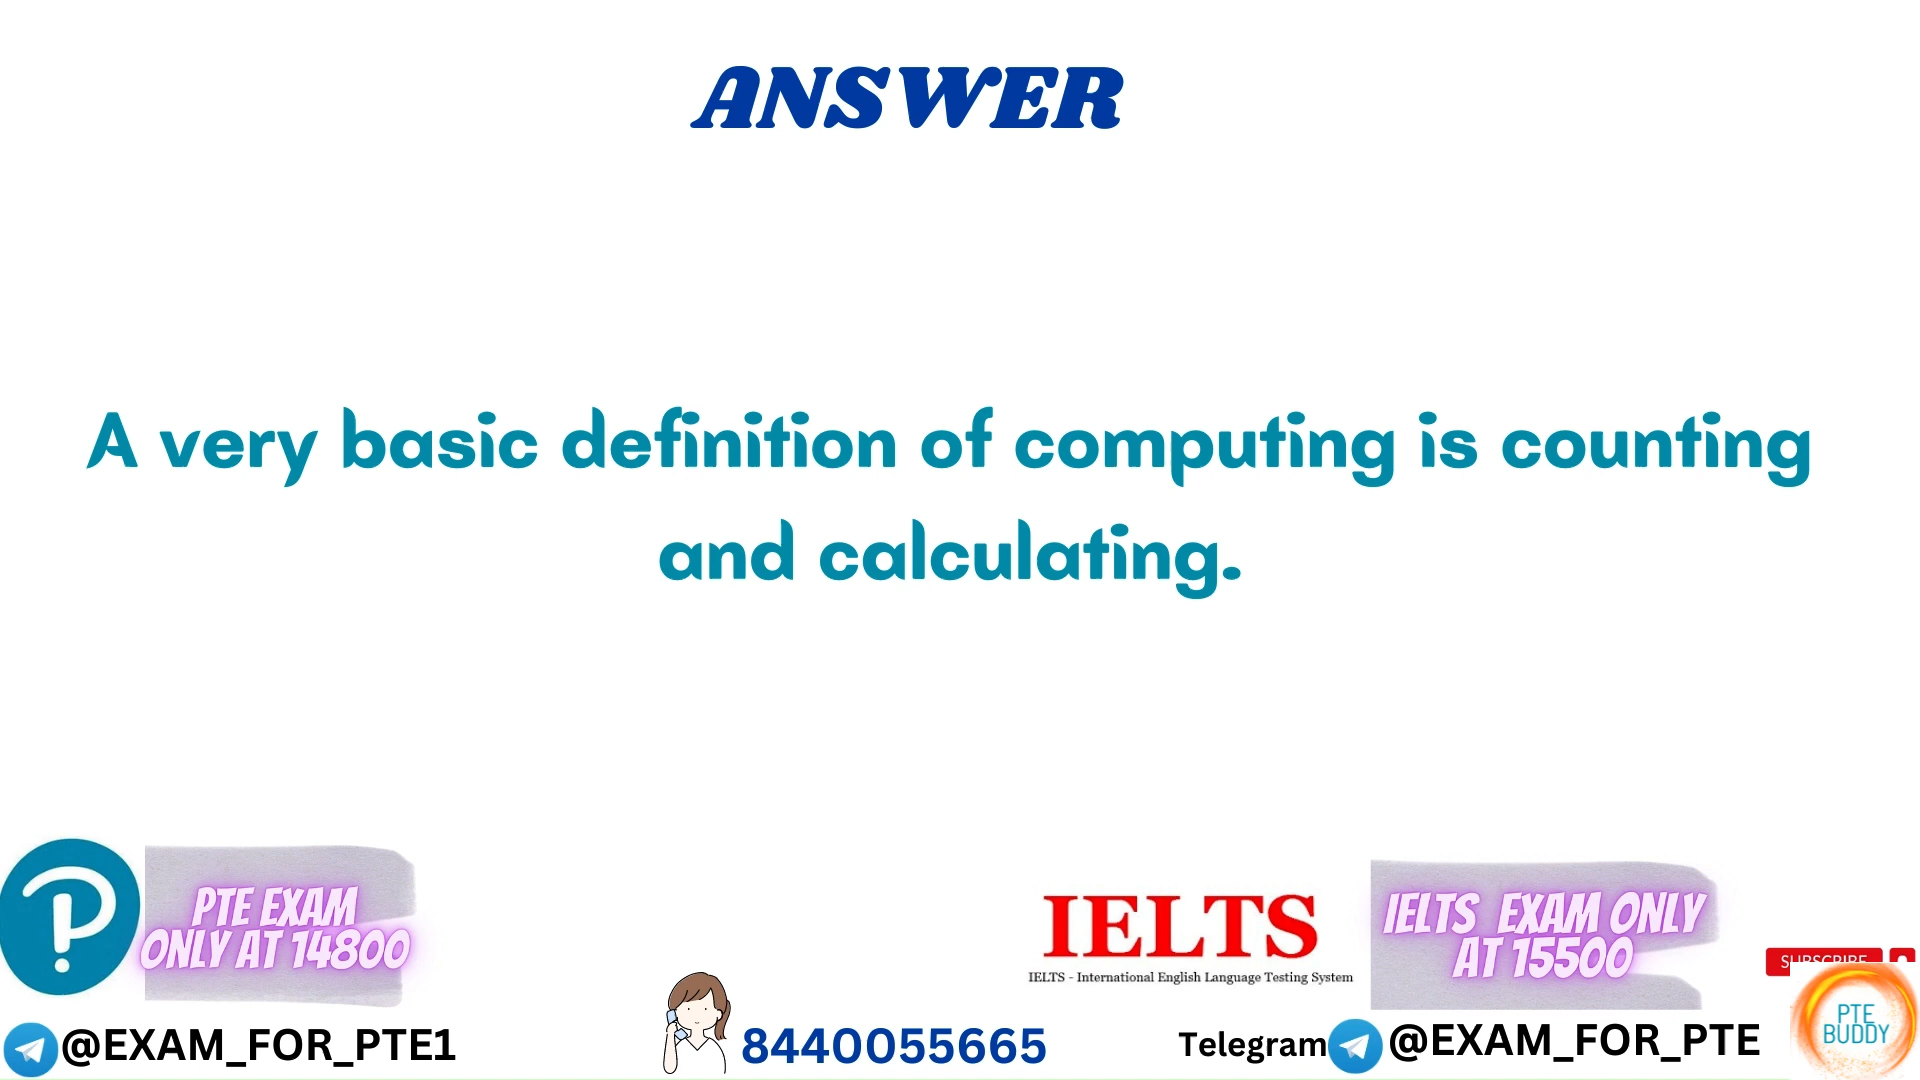 ANSWER
A very basic definition of computing is counting
and calculating.
PTE EXAM
ONLY AT 14800
IELTS
IELTS - International English Language Testing System
IELTS EXAM ONLY
AT 15500
SUBSCRIBE
@EXAM_FOR_PTE1
8440055665
Telegram
@EXAM_FOR_PTE
PTE
BUDDY